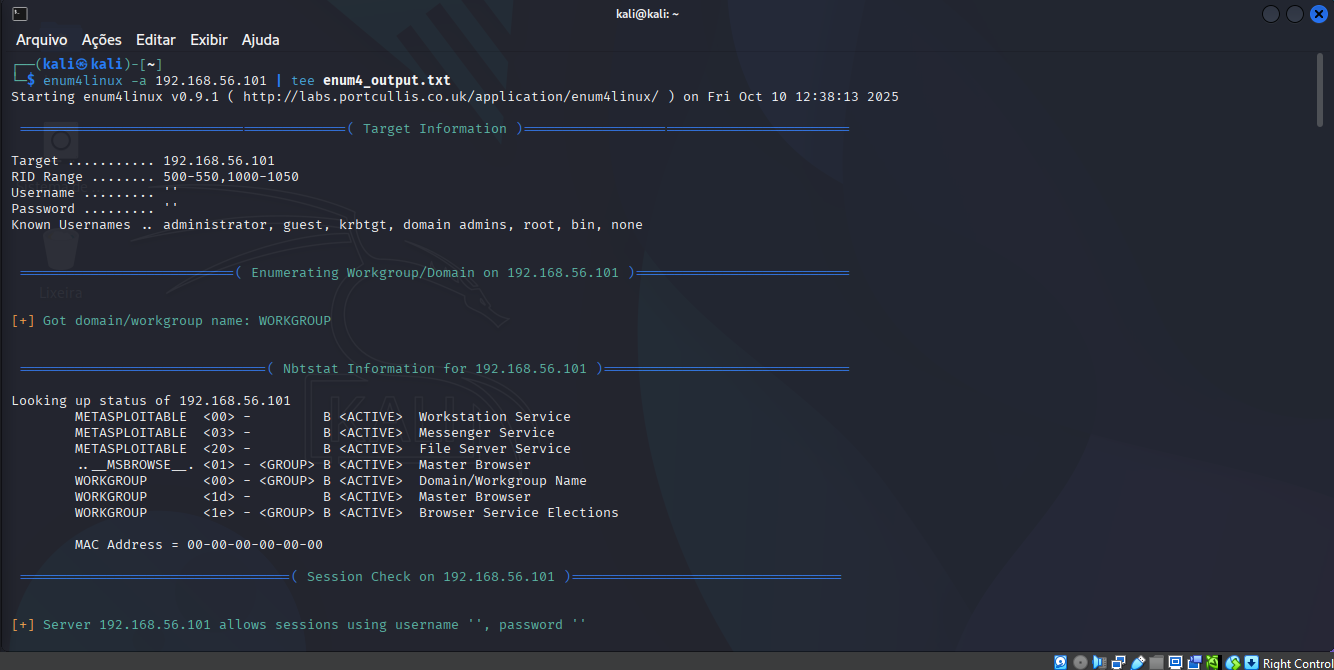 kali@kali: ~
Arquivo Ações Editar Exibir Ajuda
┌──(kali㉿kali)-[~]
└─$ enum4linux -a 192.168.56.101 | tee enum4_output.txt
Starting enum4linux v0.9.1 ( http://labs.portcullis.co.uk/application/enum4linux/ ) on Fri Oct 10 12:38:13 2025
=========================================( Target Information )=========================================
Target ........... 192.168.56.101
RID Range ........ 500-550,1000-1050
Username ......... ''
Password ......... ''
Known Usernames .. administrator, guest, krbtgt, domain admins, root, bin, none
===========================( Enumerating Workgroup/Domain on 192.168.56.101 )===========================
Lixeira
[+] Got domain/workgroup name: WORKGROUP
===============================( Nbtstat Information for 192.168.56.101 )===============================
Looking up status of 192.168.56.101
METASPLOITABLE <00> - B <ACTIVE> Workstation Service
METASPLOITABLE <03> - B <ACTIVE> Messenger Service
METASPLOITABLE <20> - B <ACTIVE> File Server Service
..__MSBROWSE__. <01> - <GROUP> B <ACTIVE> Master Browser
WORKGROUP <00> - <GROUP> B <ACTIVE> Domain/Workgroup Name
WORKGROUP <1d> - B <ACTIVE> Master Browser
WORKGROUP <1e> - <GROUP> B <ACTIVE> Browser Service Elections
KALI
MAC Address = 00-00-00-00-00-00
==================================( Session Check on 192.168.56.101 )==================================
[+] Server 192.168.56.101 allows sessions using username '', password ''
Right Control